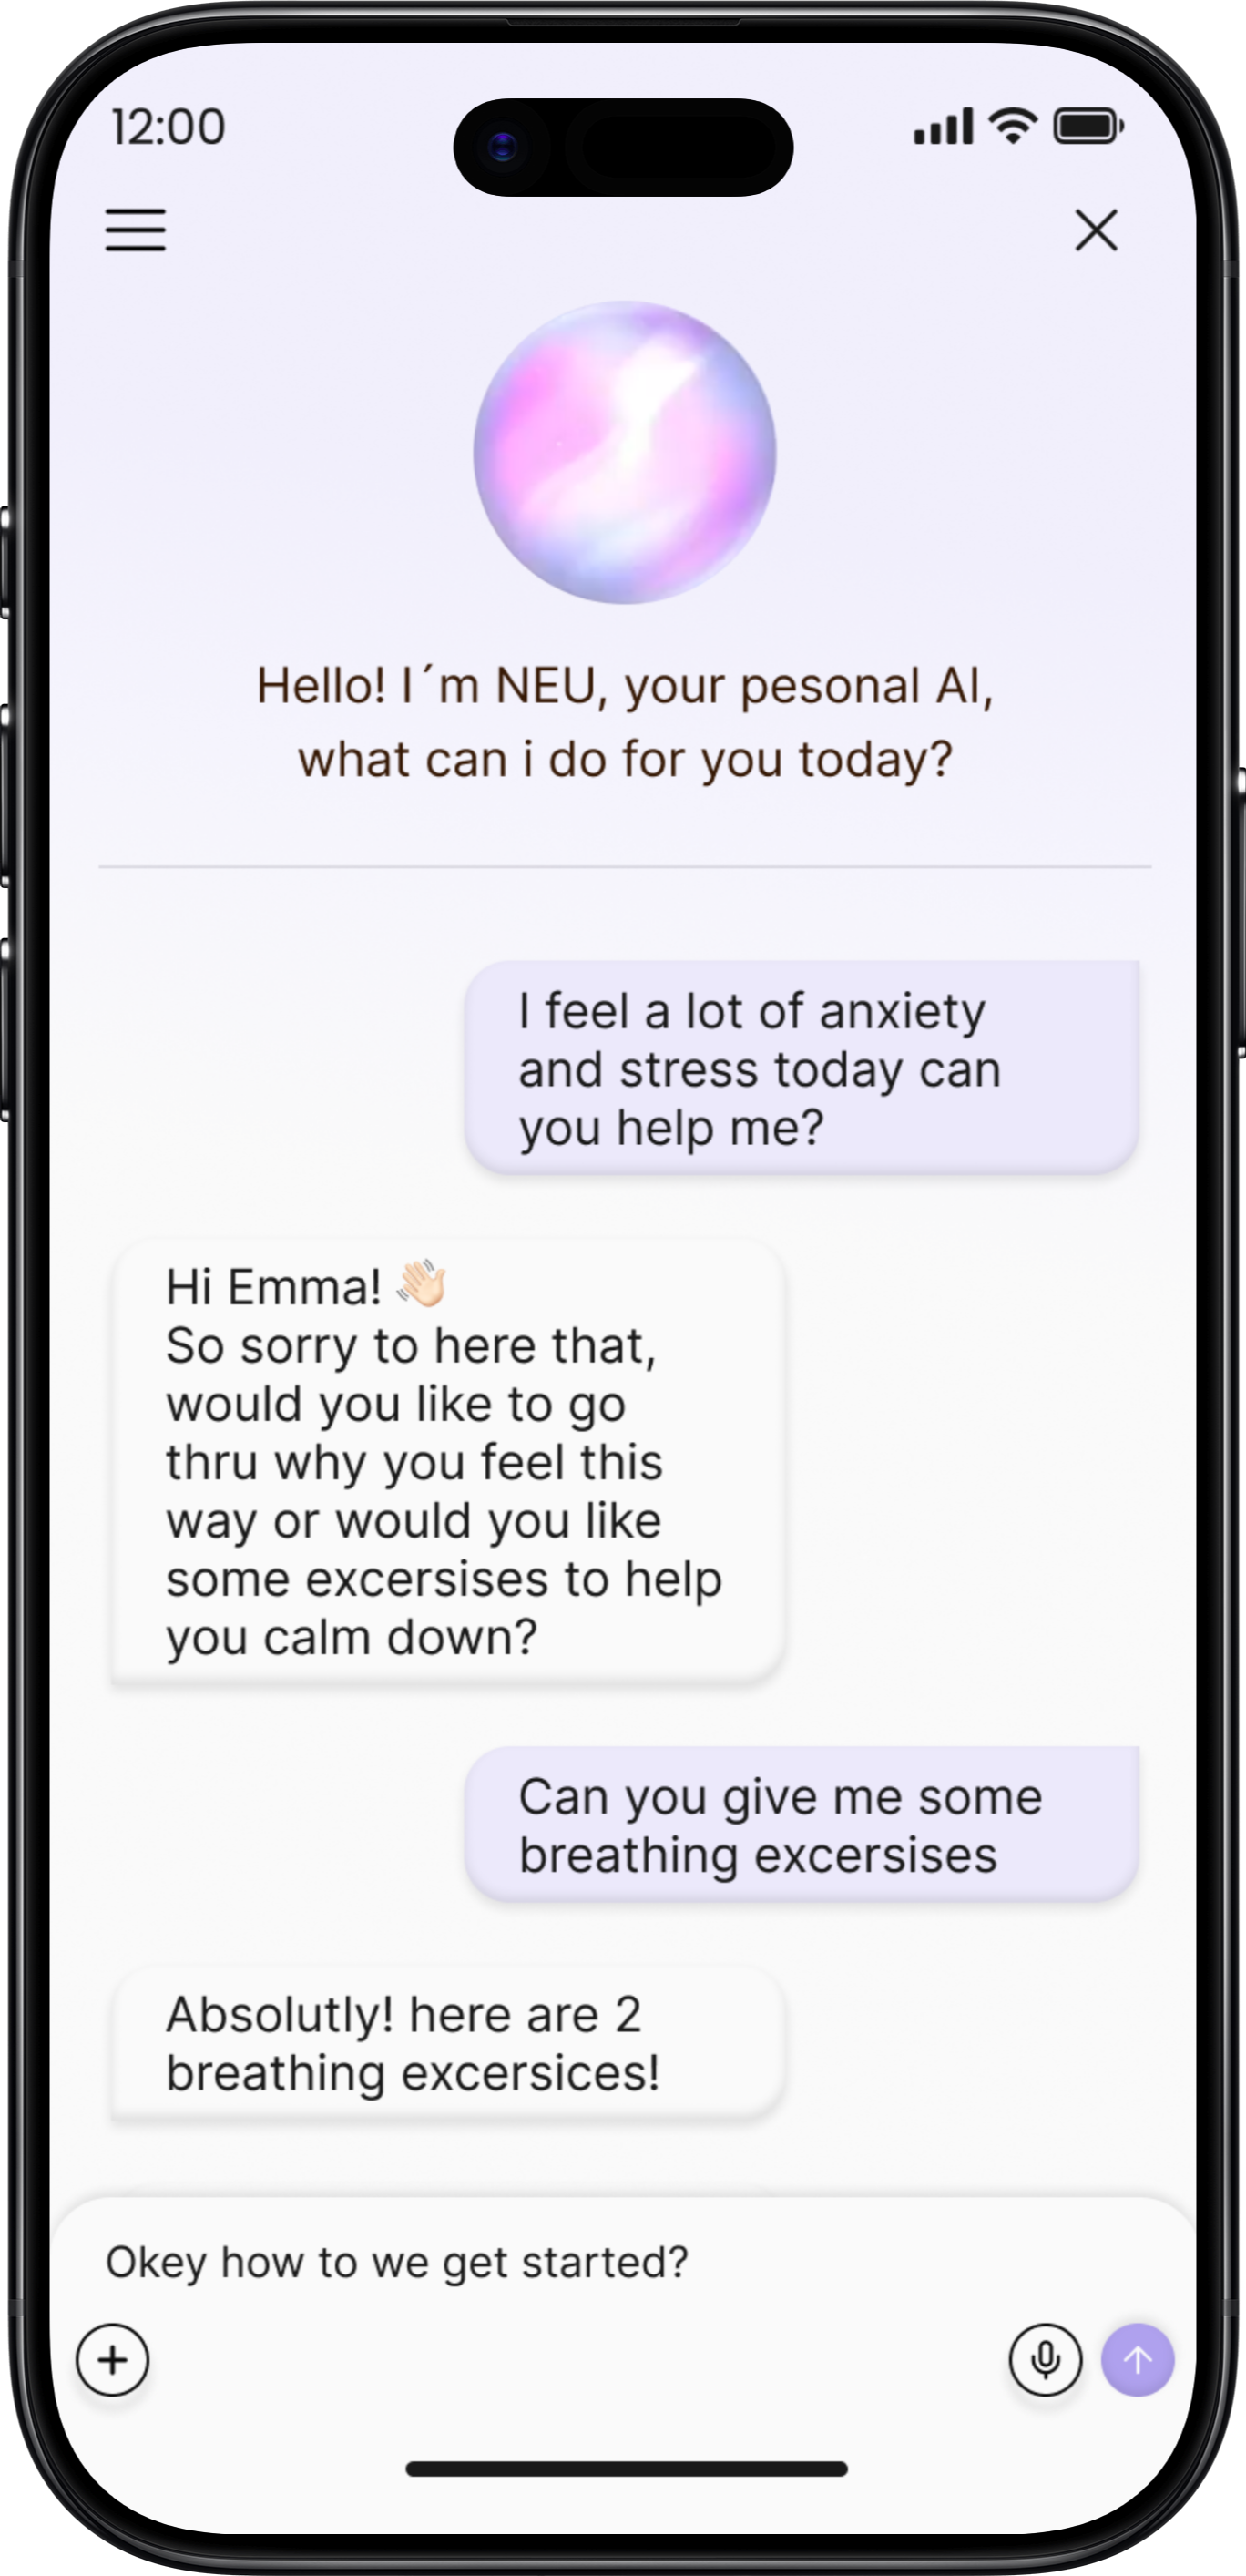 12:00
Hello! I´m NEU, your pesonal AI,
what can i do for you today?
I feel a lot of anxiety
and stress today can
you help me?
Hi Emma! 👋🏻
So sorry to here that,
would you like to go
thru why you feel this
way or would you like
some excersises to help
you calm down?
Can you give me some
breathing excersises
Absolutly! here are 2
breathing excersices!
Okey how to we get started?